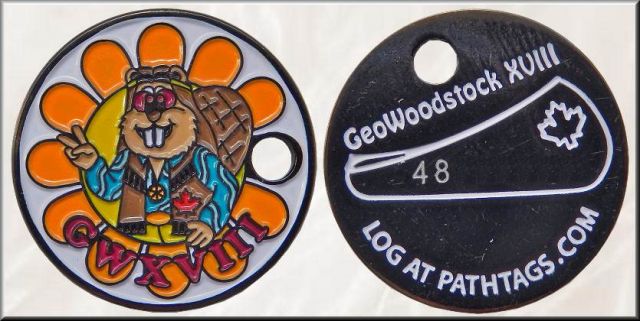 GWXVIII
GeoWoodstock XVIII
48
LOG AT PATHTAGS.COM